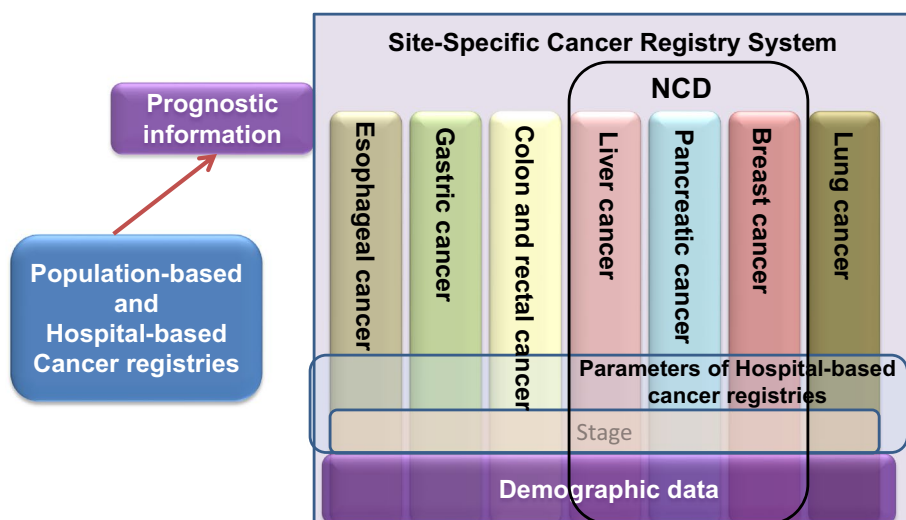 Site-Specific Cancer Registry System
NCD
Prognostic
information
Population-based
and
Hospital-based
Cancer registries
Esophageal cancer
Gastric cancer
Colon and rectal cancer
Liver cancer
Pancreatic cancer
Breast cancer
Lung cancer
Parameters of Hospital-based
cancer registries
Stage
Demographic data